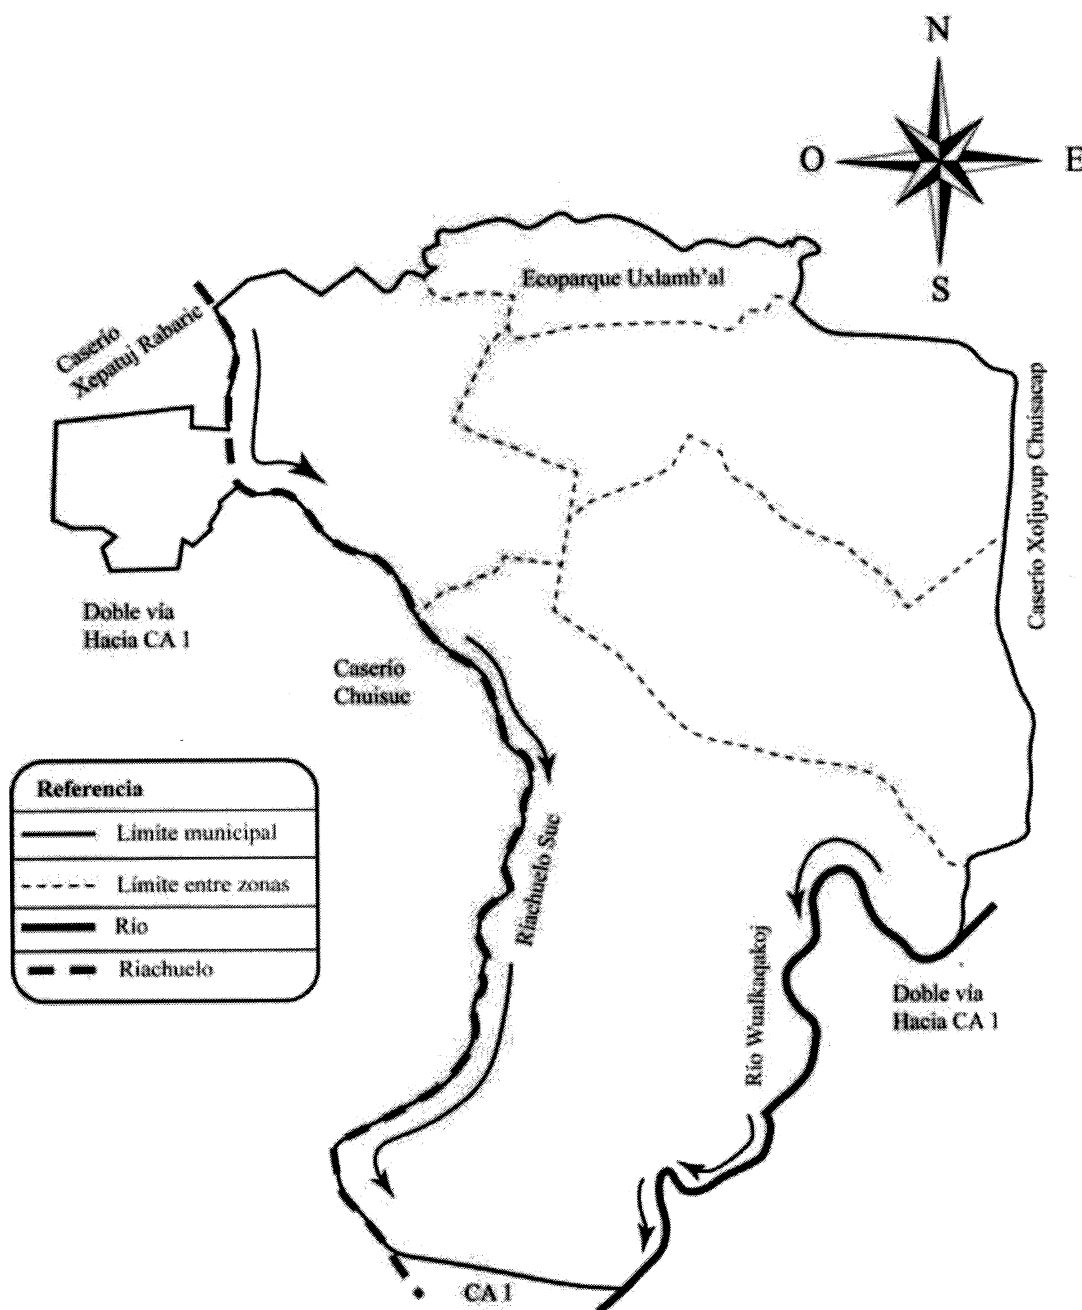 N
O
E
S
Ecoparque Uxlamb'al
Caserío
Xepatuj Rabaric
Caserío Xoljuyup Chuisacap
Doble vía
Hacia CA 1
Caserío
Chuisuc
Referencia
Límite municipal
Límite entre zonas
Río
Riachuelo
Riachuelo Suc
Río Wualkaqakoj
Doble vía
Hacia CA 1
CA 1